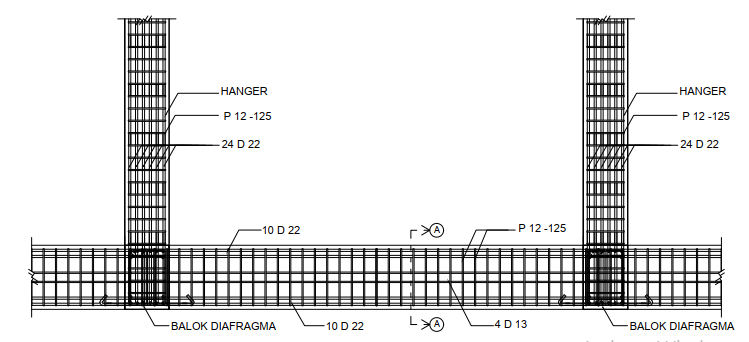 HANGER
HANGER
P 12 -125
P 12 -125
24 D 22
24 D 22
10 D 22
A
P 12 -125
BALOK DIAFRAGMA
10 D 22
A
4 D 13
BALOK DIAFRAGMA